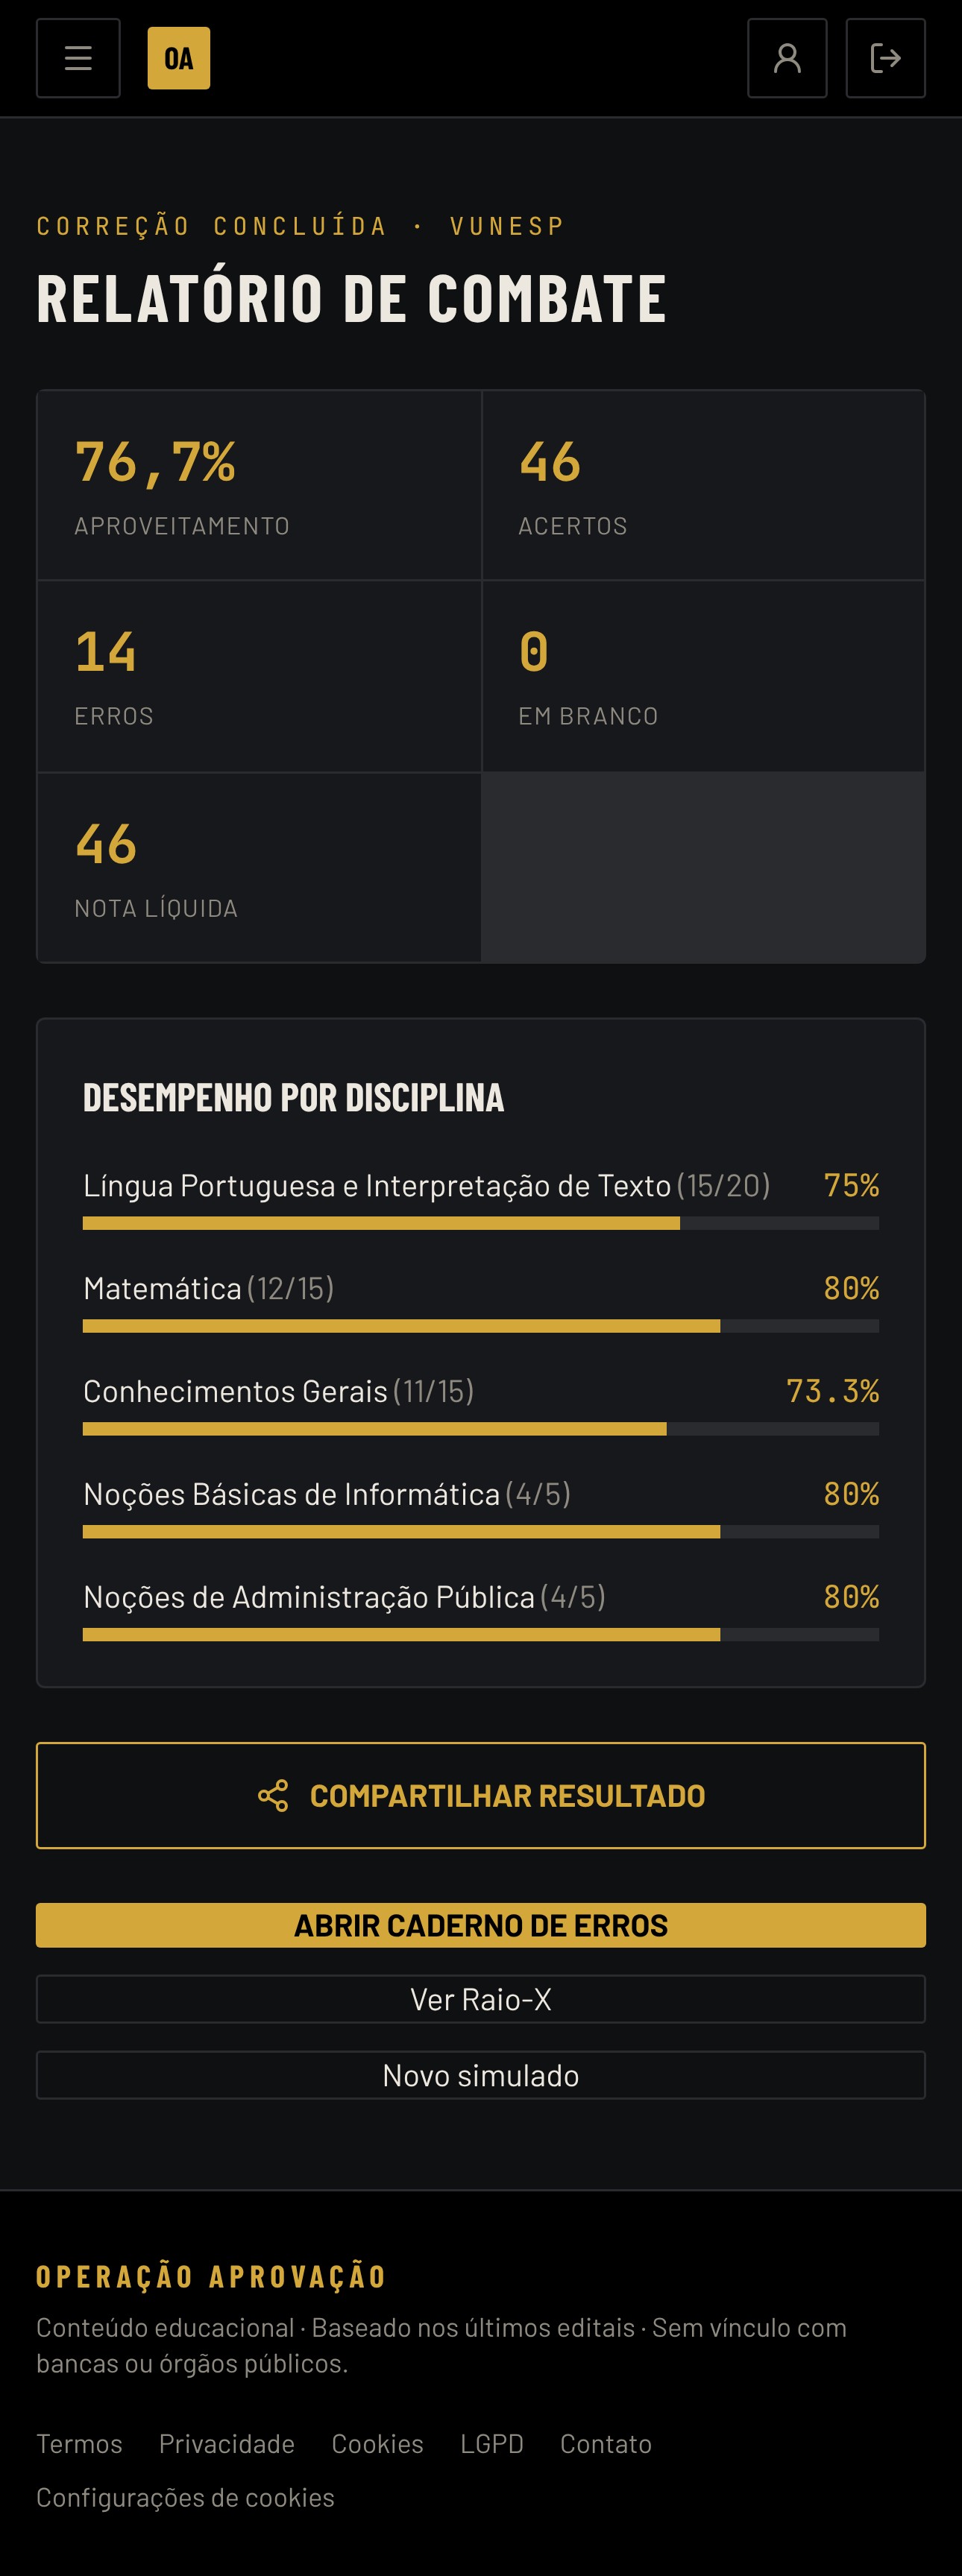 OA
CORREÇÃO CONCLUÍDA · VUNESP
RELATÓRIO DE COMBATE
76,7%
APROVEITAMENTO
46
ACERTOS
14
ERROS
0
EM BRANCO
46
NOTA LÍQUIDA
DESEMPENHO POR DISCIPLINA
Língua Portuguesa e Interpretação de Texto (15/20) 75%
Matemática (12/15) 80%
Conhecimentos Gerais (11/15) 73.3%
Noções Básicas de Informática (4/5) 80%
Noções de Administração Pública (4/5) 80%
COMPARTILHAR RESULTADO
ABRIR CADERNO DE ERROS
Ver Raio-X
Novo simulado
OPERAÇÃO APROVAÇÃO
Conteúdo educacional · Baseado nos últimos editais · Sem vínculo com
bancas ou órgãos públicos.
Termos Privacidade Cookies LGPD Contato
Configurações de cookies